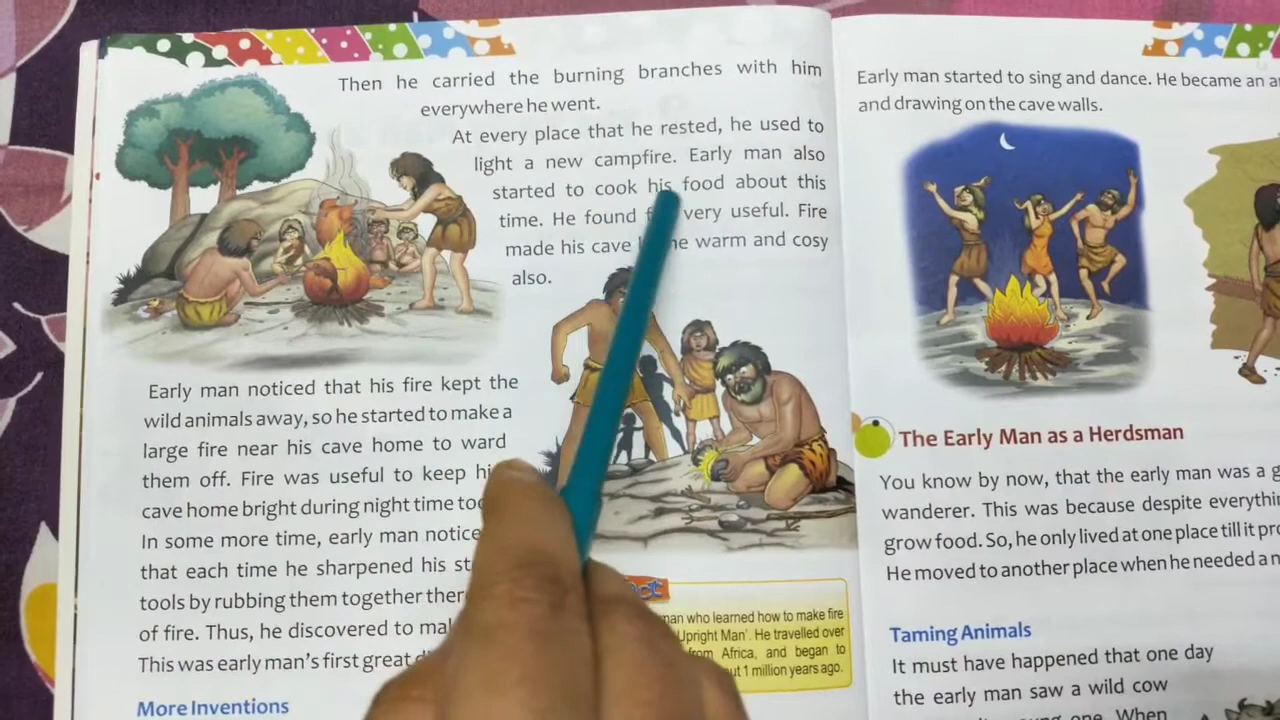 Then he carried the burning branches with him
everywhere he went.
At every place that he rested, he used to
light a new campfire. Early man also
started to cook his food about this
time. He found very useful. Fire
made his cave warm and cosy
also.
Early man noticed that his fire kept the
wild animals away, so he started to make a
large fire near his cave home to ward
them off. Fire was useful to keep
cave home bright during night time
In some more time, early man
that each time he sharpened his
tools by rubbing them together
of fire. Thus, he discovered to
This was early man's first great
man who learned how to make fire
Upright Man'. He travelled over
from Africa, and began to
1 million years ago.
More Inventions
Early man started to sing and dance. He became an
and drawing on the cave walls.
The Early Man as a Herdsman
You know by now, that the early man was a
wanderer. This was because despite
grow food. So, he only lived at one place till it
He moved to another place when he needed a
Taming Animals
It must have happened that one day
the early man saw a wild cow
one. When